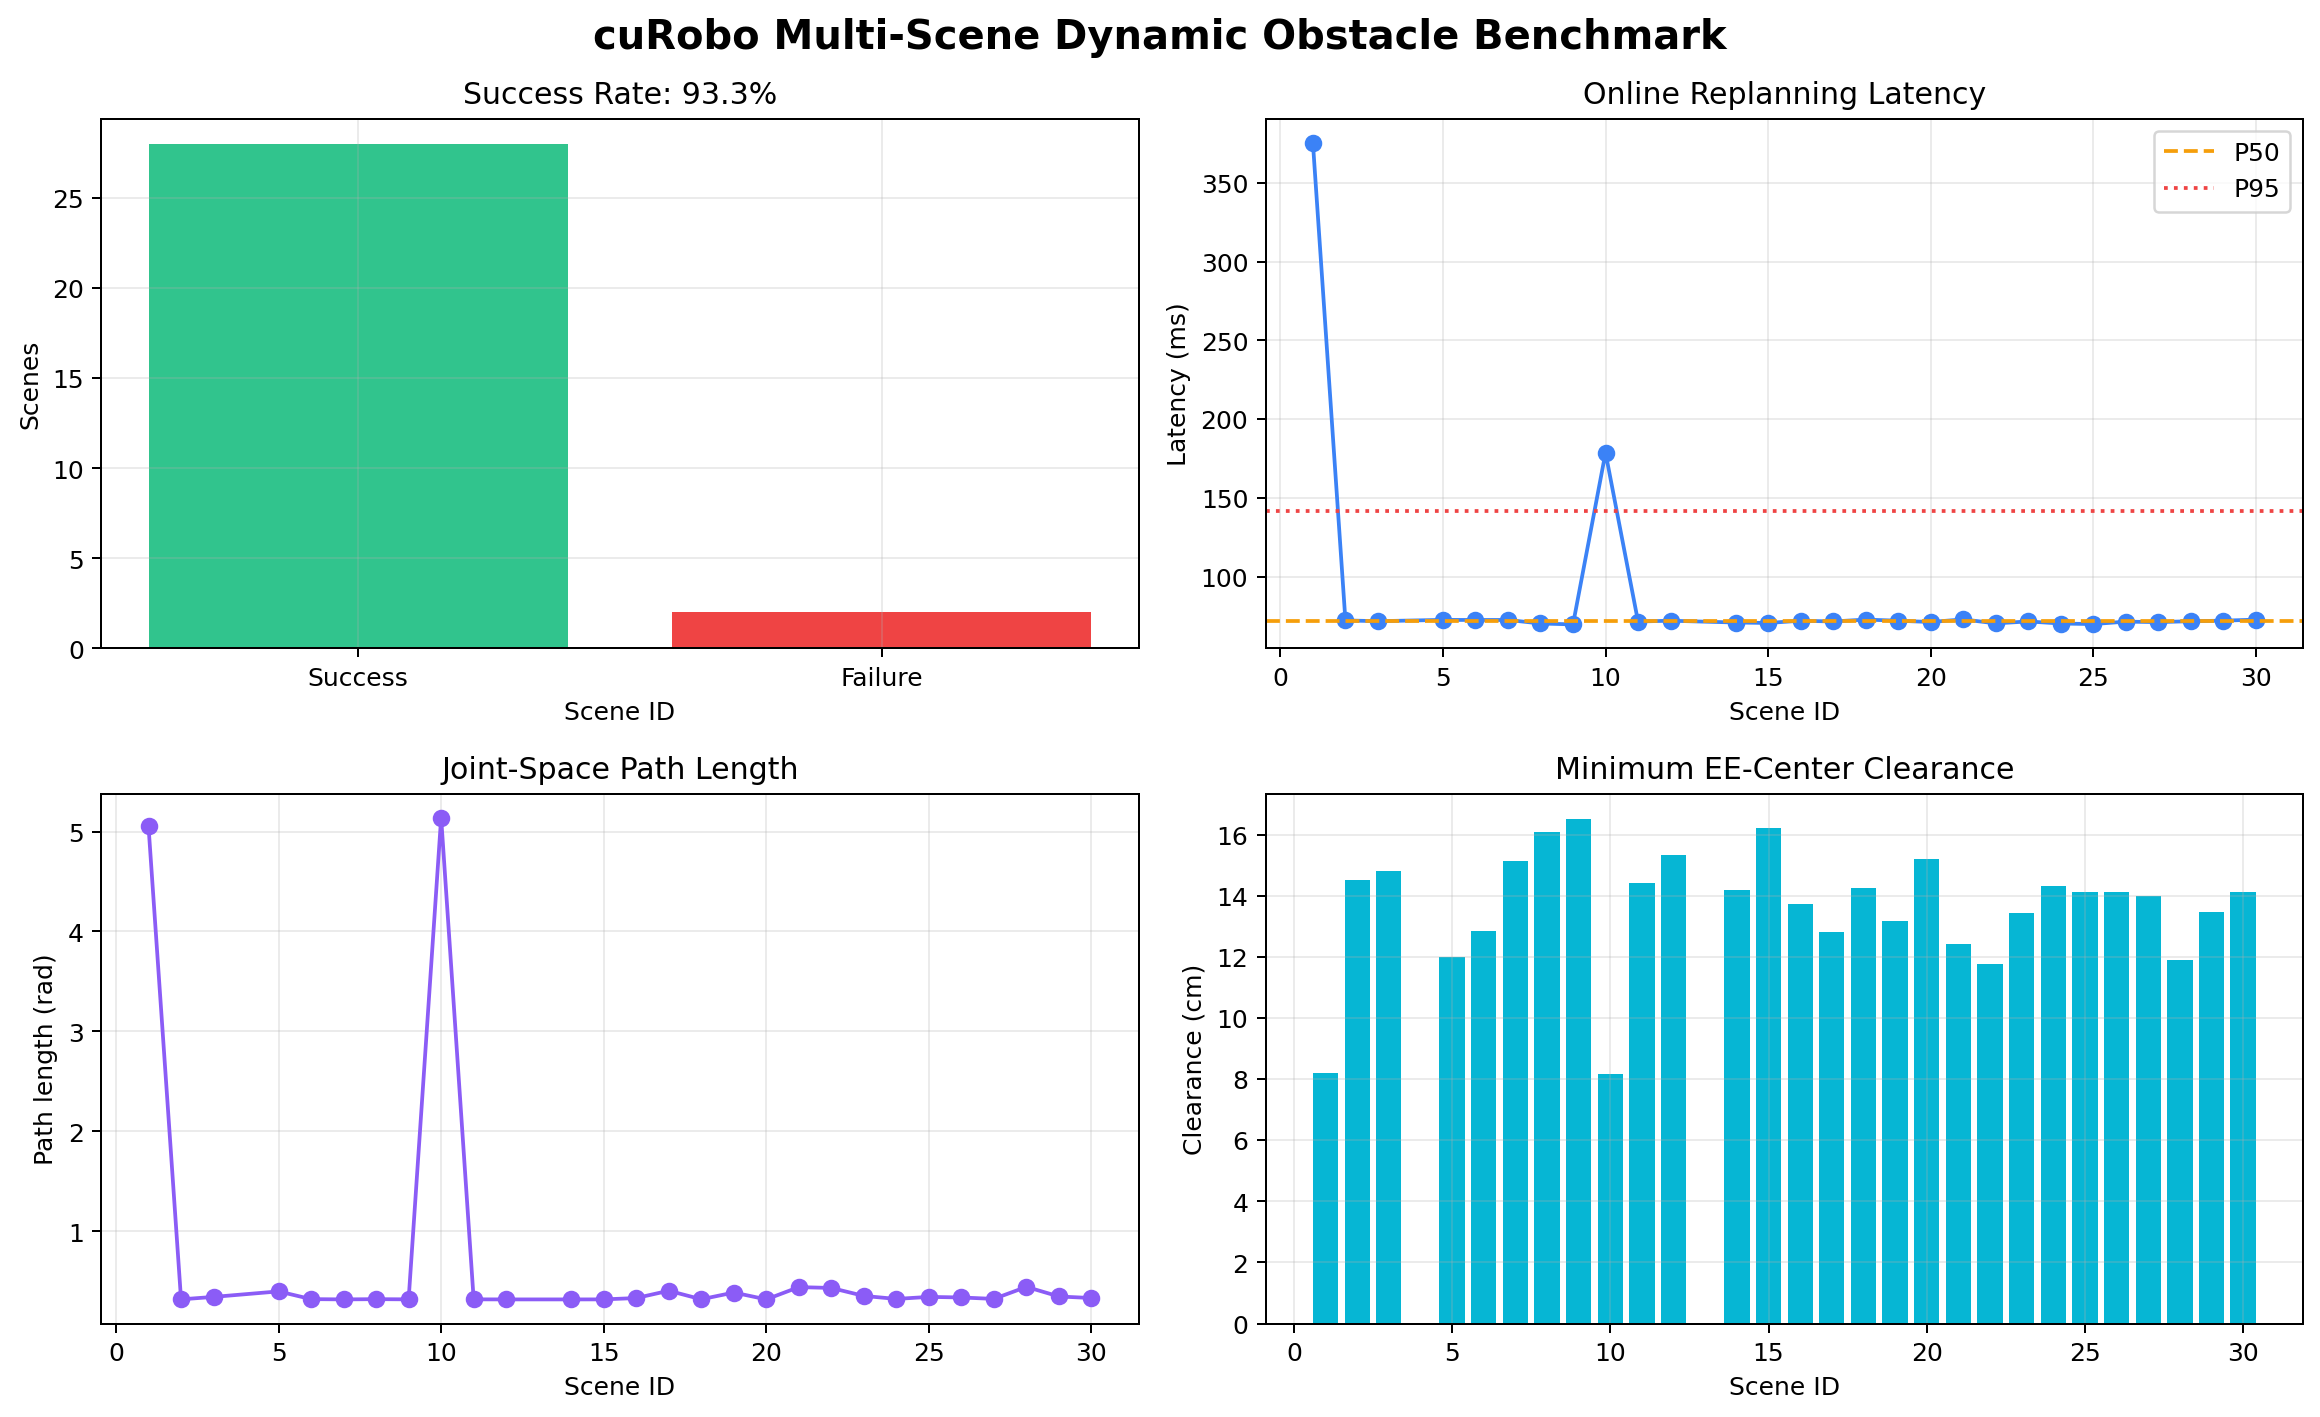 cuRobo Multi-Scene Dynamic Obstacle Benchmark
Success Rate: 93.3%
Scenes
25
20
15
10
5
0
Success Failure
Scene ID
Online Replanning Latency
Latency (ms)
350
300
250
200
150
100
P50
P95
0 5 10 15 20 25 30
Scene ID
Joint-Space Path Length
Path length (rad)
5
4
3
2
1
0 5 10 15 20 25 30
Scene ID
Minimum EE-Center Clearance
Clearance (cm)
16
14
12
10
8
6
4
2
0
0 5 10 15 20 25 30
Scene ID